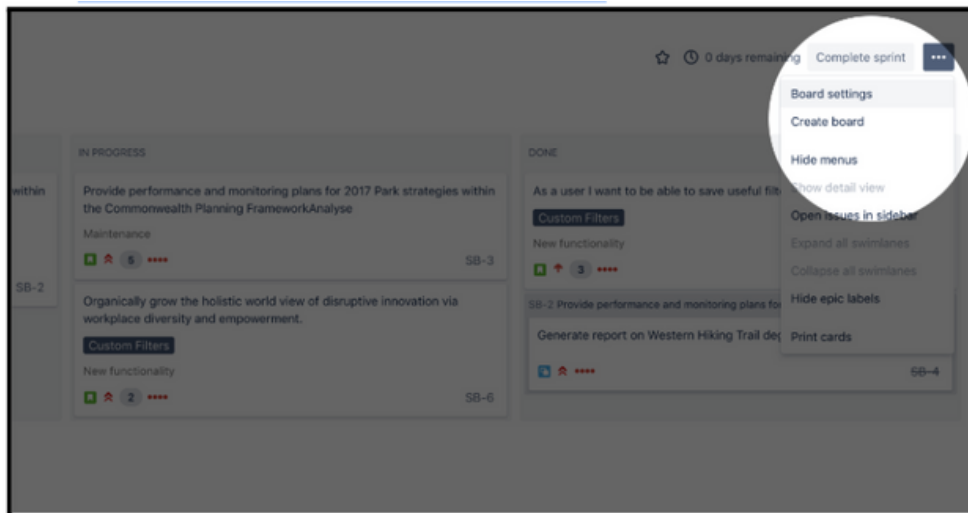 0 days remaining Complete sprint
Board settings
Create board
Hide menus
Show detail view
Open issues in sidebar
Expand all swimlanes
Collapse all swimlanes
Hide epic labels
Print cards
within
SB-2
IN PROGRESS
Provide performance and monitoring plans for 2017 Park strategies within
the Commonwealth Planning FrameworkAnalyse
Maintenance
5 SB-3
Organically grow the holistic world view of disruptive innovation via
workplace diversity and empowerment.
Custom Filters
New functionality
2 SB-6
DONE
As a user I want to be able to save useful
Custom Filters
New functionality
3
SB-2 Provide performance and monitoring plans
Generate report on Western Hiking Trail
SB-4